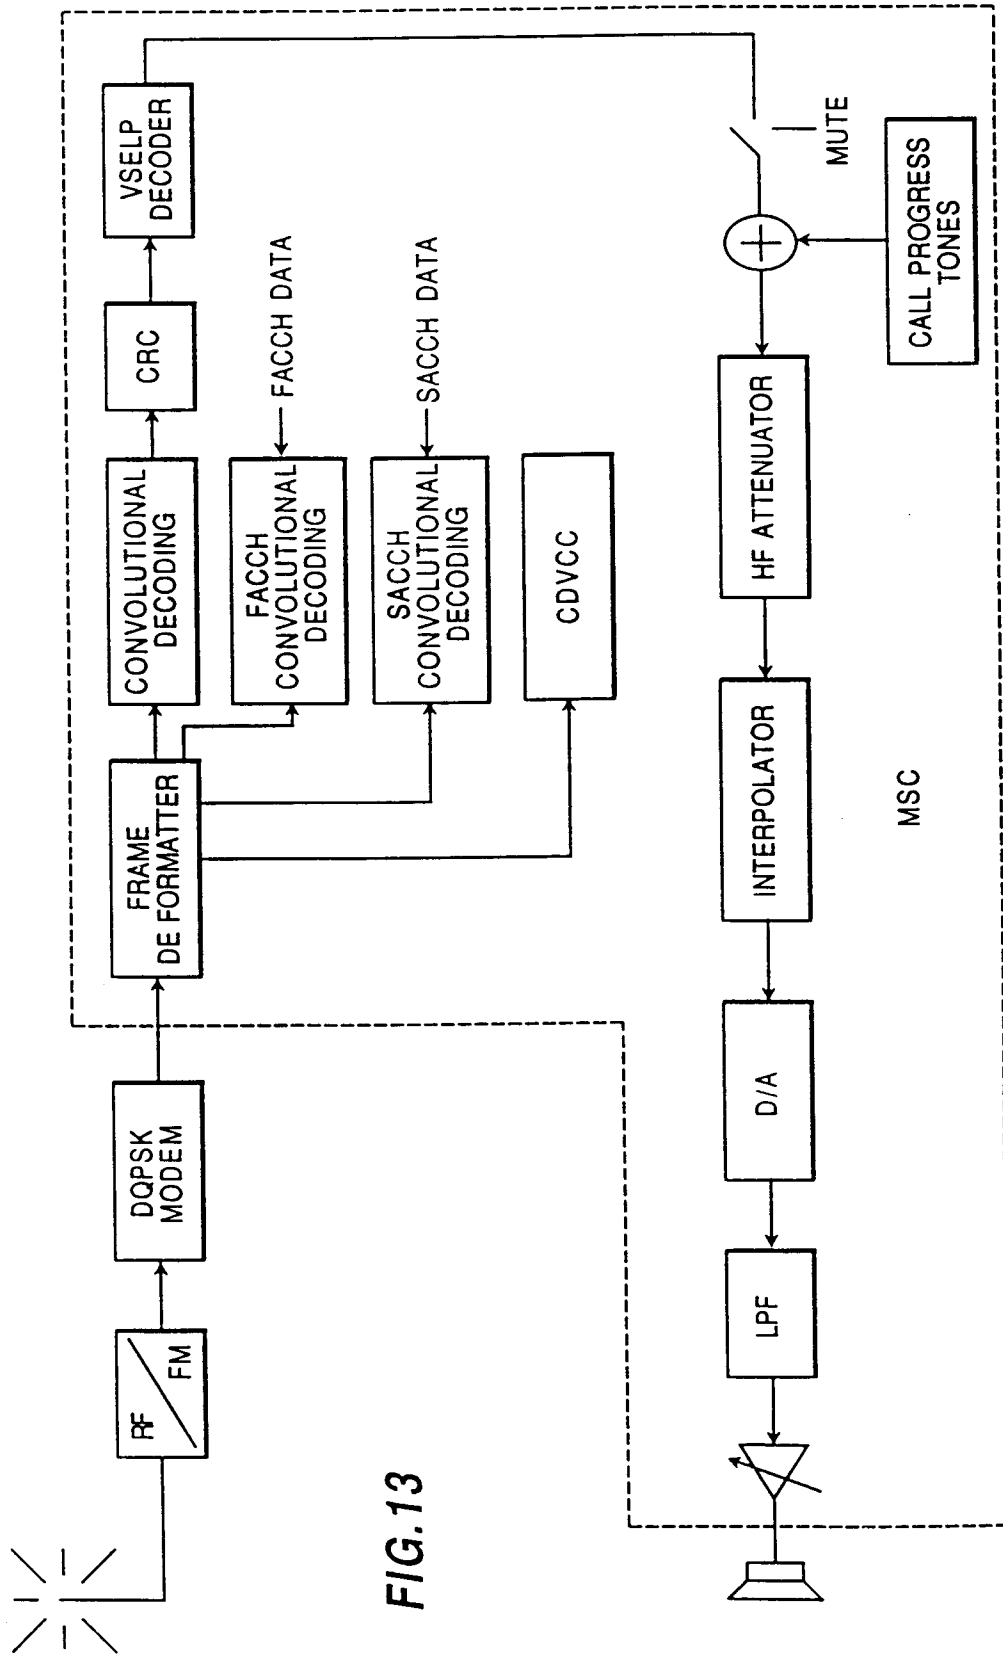 RF
FM
DQPSK
MODEM
FRAME
DE FORMATTER
CONVOLUTIONAL
DECODING
CRC
VSELP
DECODER
FACCH
CONVOLUTIONAL
DECODING
FACCH DATA
SACCH
CONVOLUTIONAL
DECODING
SACCH DATA
CDVCC
LPF
D/A
INTERPOLATOR
HF ATTENUATOR
MUTE
CALL PROGRESS
TONES
MSC
FIG.13